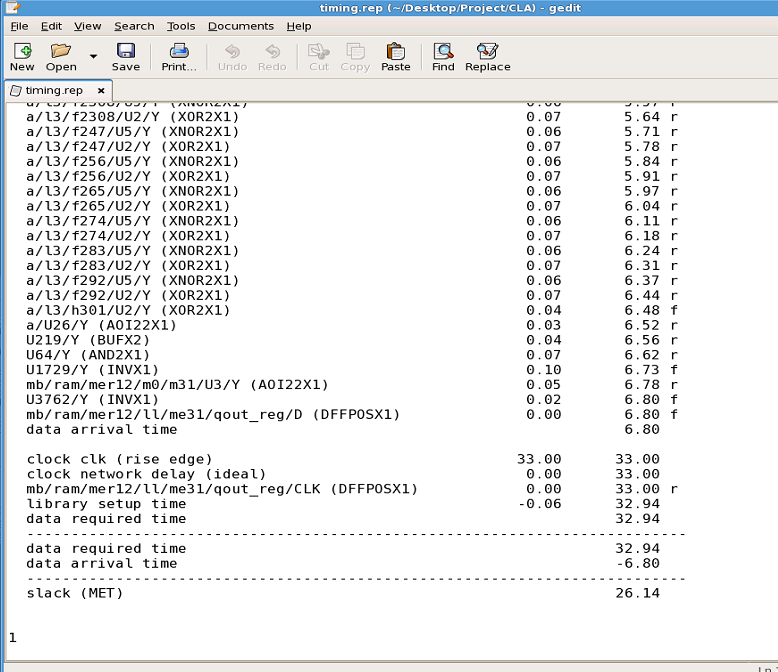 timing.rep (~/Desktop/Project/CLA) - gedit
File Edit View Search Tools Documents Help
New Open Save Print... Undo Redo Cut Copy Paste Find Replace
timing.rep x
a/l3/f2308/U2/Y (XOR2X1) 0.07 5.64 r
a/l3/f247/U5/Y (XNOR2X1) 0.06 5.71 r
a/l3/f247/U2/Y (XOR2X1) 0.07 5.78 r
a/l3/f256/U5/Y (XNOR2X1) 0.06 5.84 r
a/l3/f256/U2/Y (XOR2X1) 0.07 5.91 r
a/l3/f265/U5/Y (XNOR2X1) 0.06 5.97 r
a/l3/f265/U2/Y (XOR2X1) 0.07 6.04 r
a/l3/f274/U5/Y (XNOR2X1) 0.06 6.11 r
a/l3/f274/U2/Y (XOR2X1) 0.07 6.18 r
a/l3/f283/U5/Y (XNOR2X1) 0.06 6.24 r
a/l3/f283/U2/Y (XOR2X1) 0.07 6.31 r
a/l3/f292/U5/Y (XNOR2X1) 0.06 6.37 r
a/l3/f292/U2/Y (XOR2X1) 0.07 6.44 r
a/l3/h301/U2/Y (XOR2X1) 0.04 6.48 f
a/U26/Y (AOI22X1) 0.03 6.52 r
U219/Y (BUFX2) 0.04 6.56 r
U64/Y (AND2X1) 0.07 6.62 r
U1729/Y (INVX1) 0.10 6.73 f
mb/ram/mer12/m0/m31/U3/Y (AOI22X1) 0.05 6.78 r
U3762/Y (INVX1) 0.02 6.80 f
mb/ram/mer12/ll/me31/qout_reg/D (DFFPOSX1) 0.00 6.80 f
data arrival time 6.80
clock clk (rise edge) 33.00 33.00
clock network delay (ideal) 0.00 33.00
mb/ram/mer12/ll/me31/qout_reg/CLK (DFFPOSX1) 0.00 33.00 r
library setup time -0.06 32.94
data required time 32.94
--------------------------------------------------------------------------
data required time 32.94
data arrival time -6.80
--------------------------------------------------------------------------
slack (MET) 26.14
1